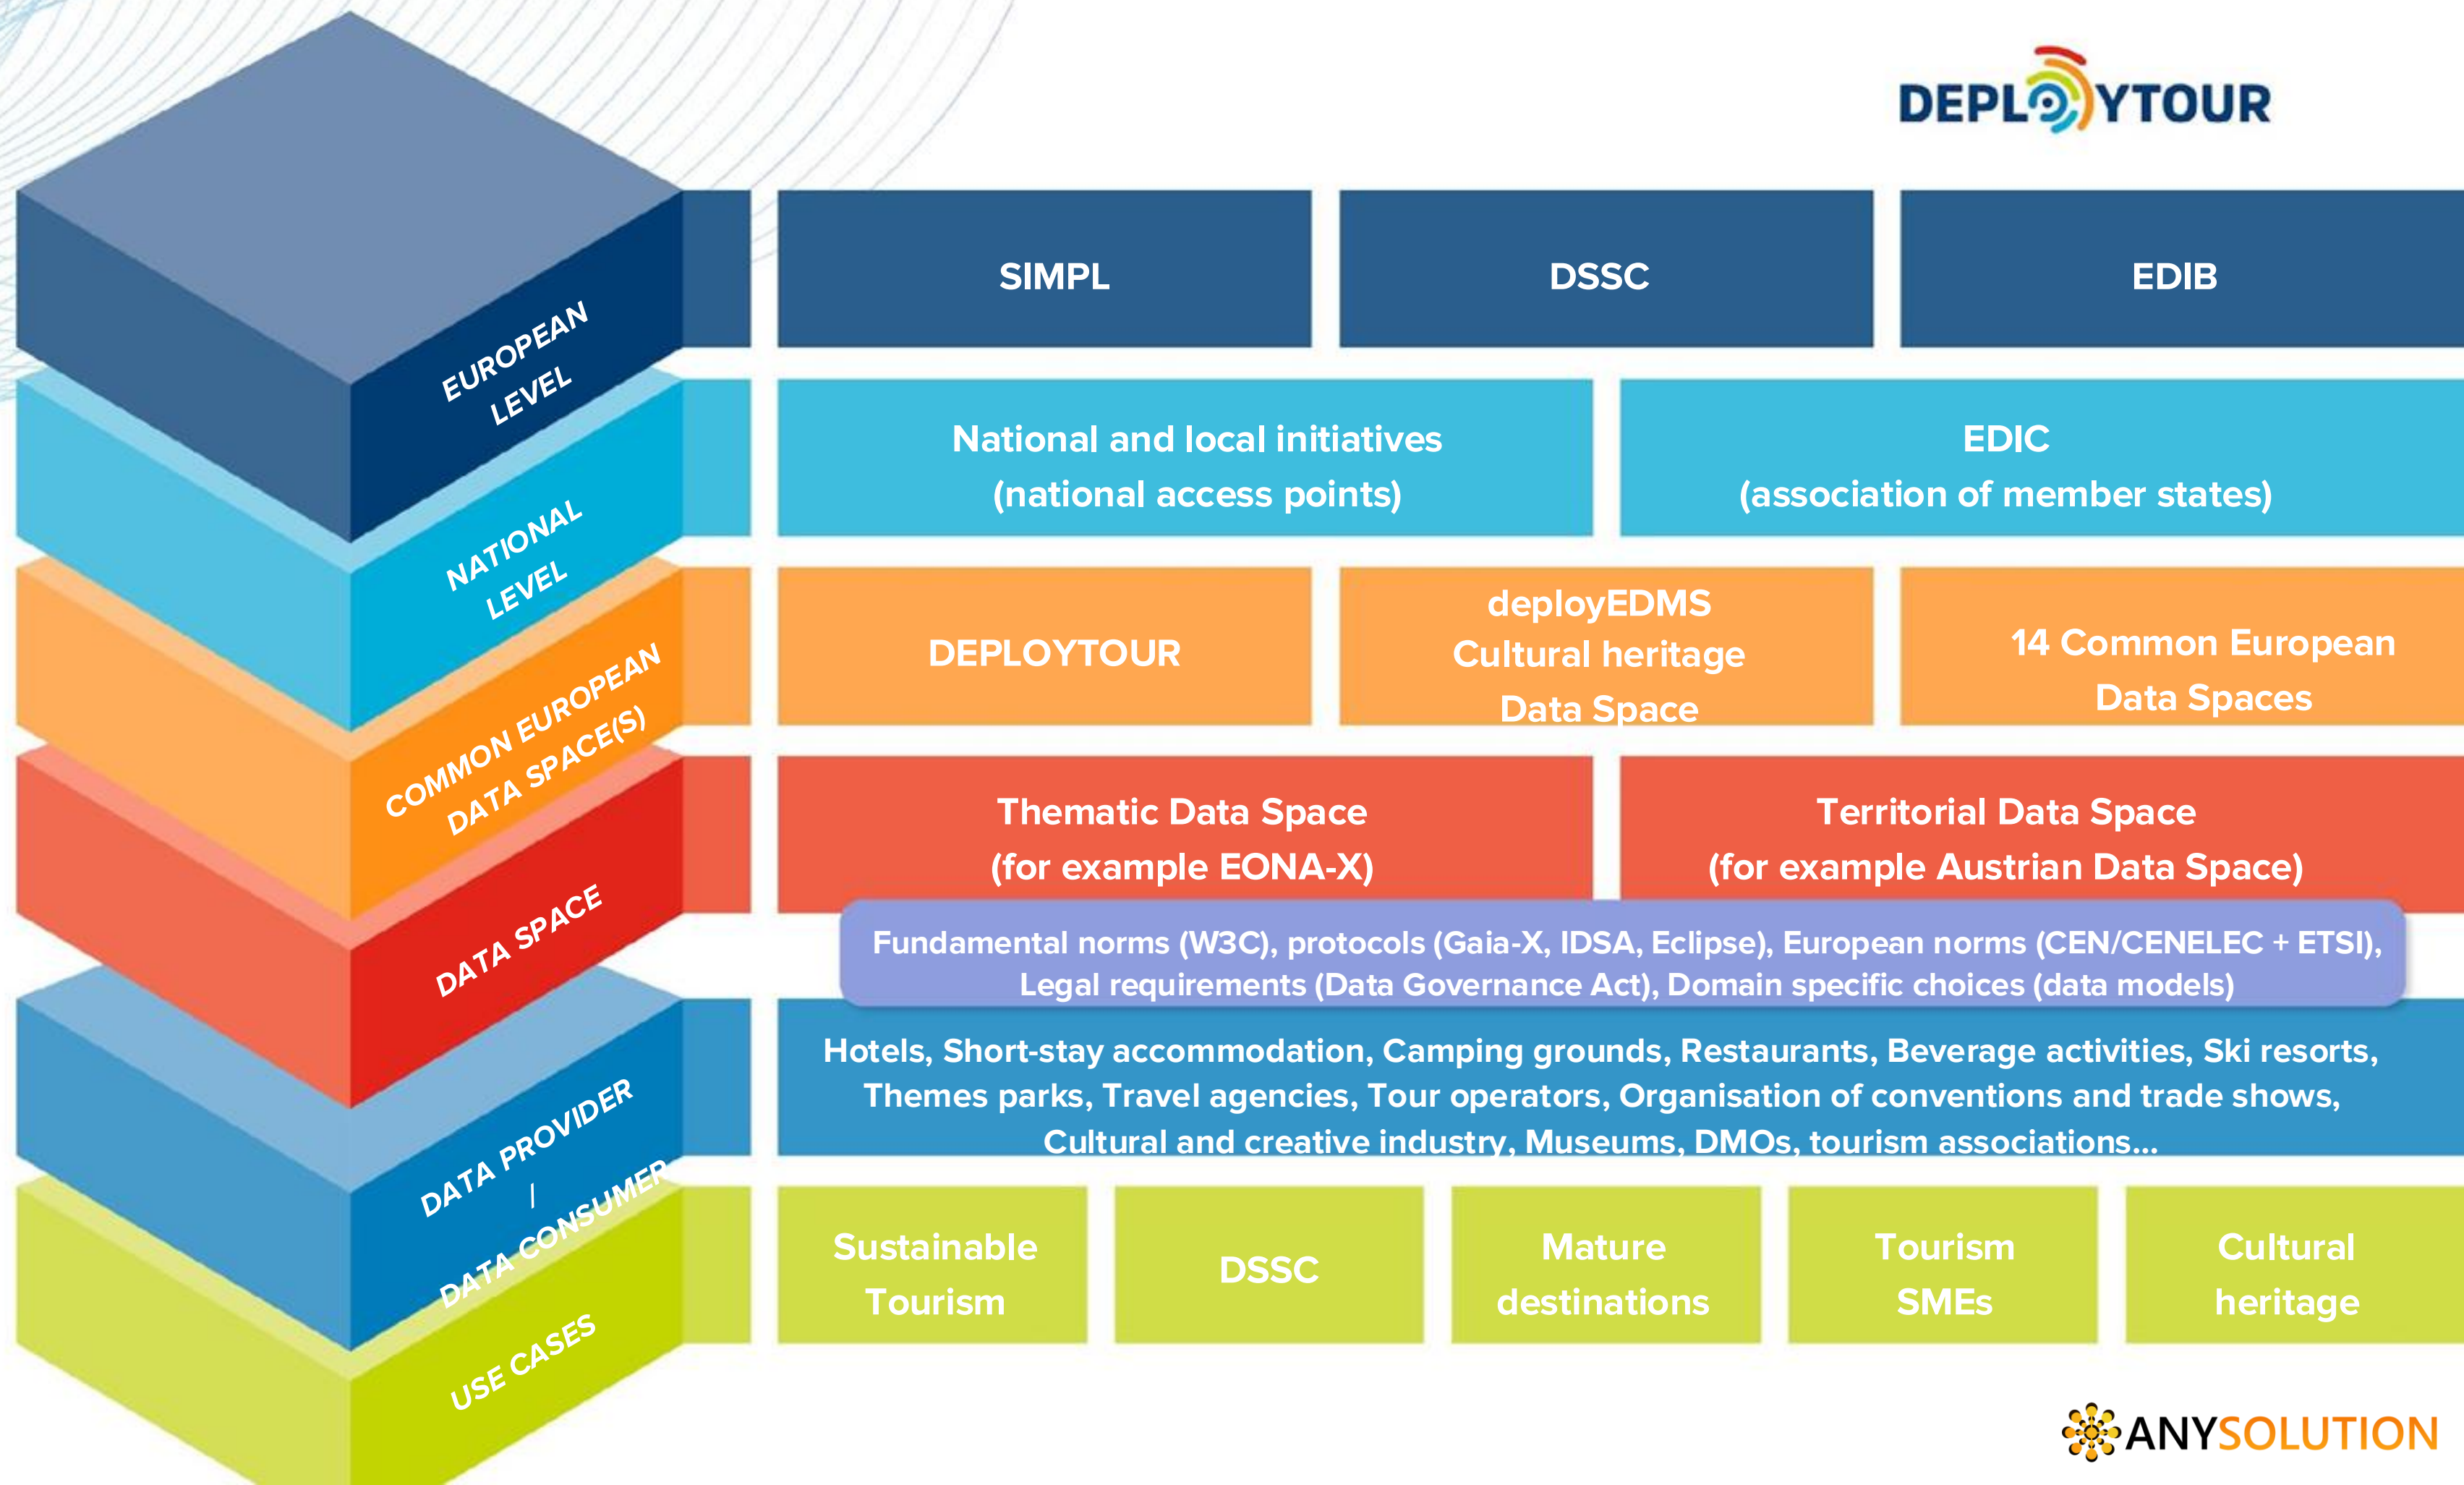 DEPLOYTOUR
EUROPEAN
LEVEL
SIMPL
DSSC
EDIB
NATIONAL
LEVEL
National and local initiatives
(national access points)
EDIC
(association of member states)
COMMON EUROPEAN
DATA SPACE(S)
DEPLOYTOUR
deployEDMS
Cultural heritage
Data Space
14 Common European
Data Spaces
DATA SPACE
Thematic Data Space
(for example EONA-X)
Territorial Data Space
(for example Austrian Data Space)
Fundamental norms (W3C), protocols (Gaia-X, IDSA, Eclipse), European norms (CEN/CENELEC + ETSI),
Legal requirements (Data Governance Act), Domain specific choices (data models)
DATA PROVIDER
/
DATA CONSUMER
Hotels, Short-stay accommodation, Camping grounds, Restaurants, Beverage activities, Ski resorts,
Themes parks, Travel agencies, Tour operators, Organisation of conventions and trade shows,
Cultural and creative industry, Museums, DMOs, tourism associations...
USE CASES
Sustainable
Tourism
DSSC
Mature
destinations
Tourism
SMEs
Cultural
heritage
ANYSOLUTION